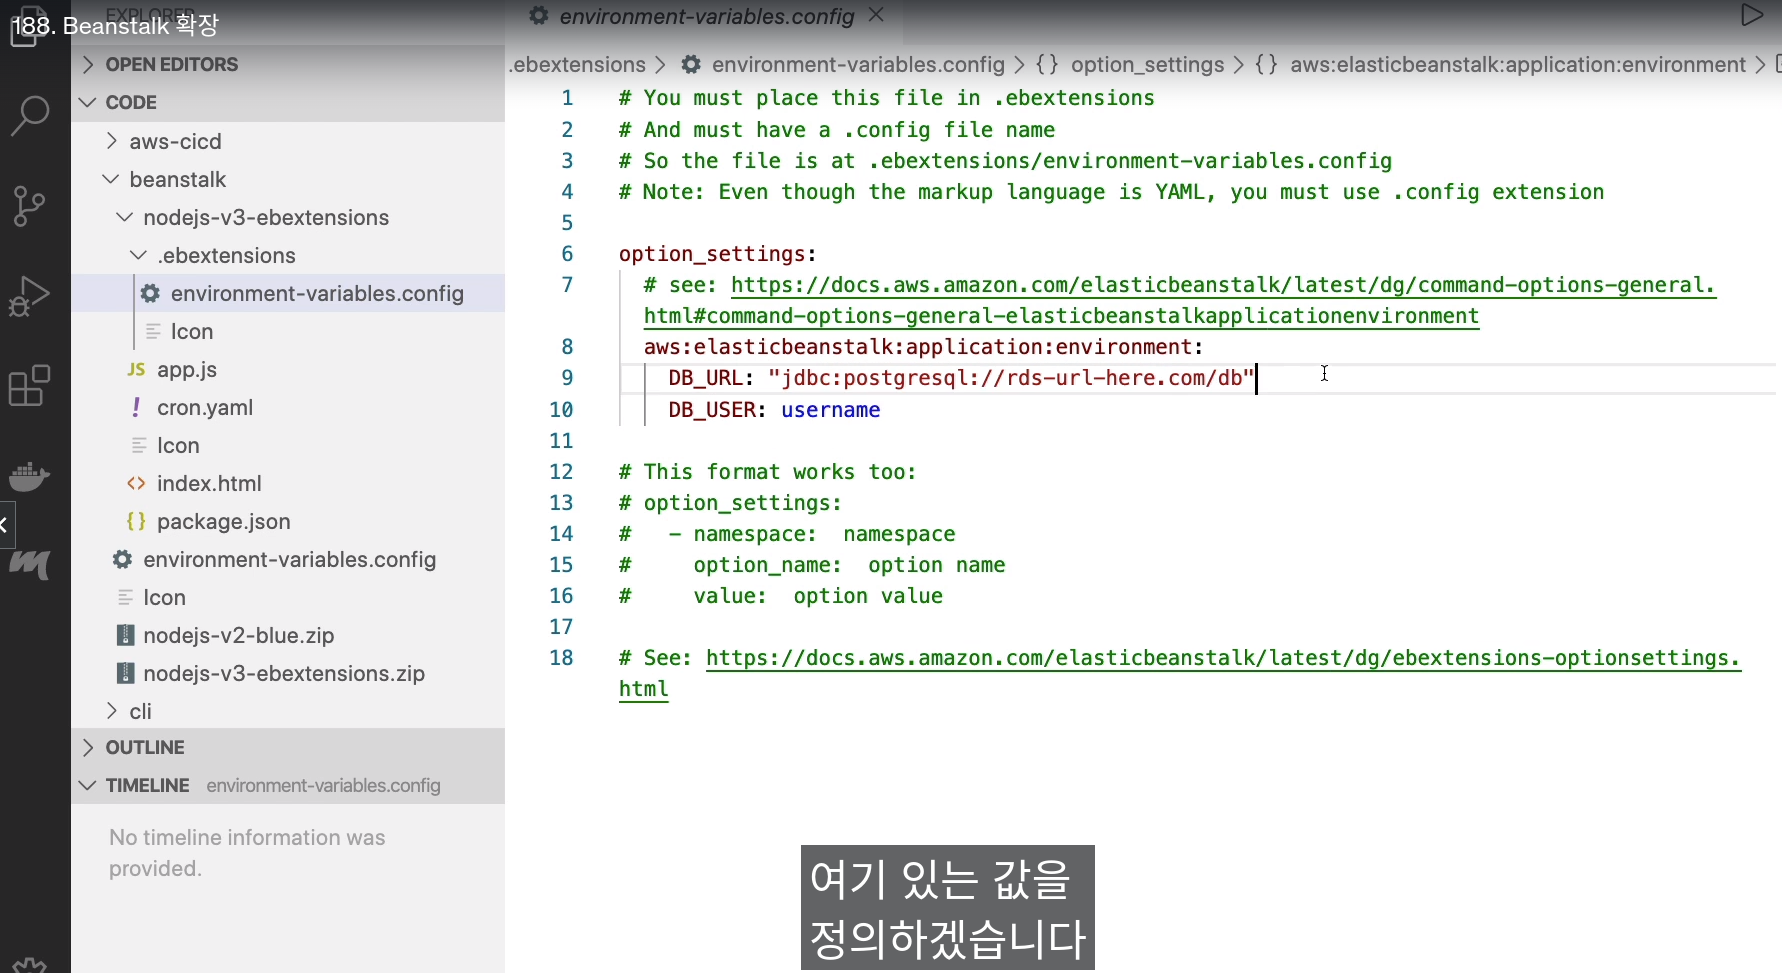 EXPLORER
188. Beanstalk 확장
OPEN EDITORS
CODE
aws-cicd
beanstalk
nodejs-v3-ebextensions
.ebextensions
environment-variables.config
Icon
JS app.js
! cron.yaml
Icon
<> index.html
{} package.json
environment-variables.config
Icon
nodejs-v2-blue.zip
nodejs-v3-ebextensions.zip
cli
OUTLINE
TIMELINE environment-variables.config
No timeline information was
provided.
environment-variables.config
.ebextensions > environment-variables.config > {} option_settings > {} aws:elasticbeanstalk:application:environment >
1 # You must place this file in .ebextensions
2 # And must have a .config file name
3 # So the file is at .ebextensions/environment-variables.config
4 # Note: Even though the markup language is YAML, you must use .config extension
5
6 option_settings:
7 # see: https://docs.aws.amazon.com/elasticbeanstalk/latest/dg/command-options-general.
html#command-options-general-elasticbeanstalkapplicationenvironment
8 aws:elasticbeanstalk:application:environment:
9 DB_URL: "jdbc:postgresql://rds-url-here.com/db"
10 DB_USER: username
11
12 # This format works too:
13 # option_settings:
14 # - namespace: namespace
15 # option_name: option name
16 # value: option value
17
18 # See: https://docs.aws.amazon.com/elasticbeanstalk/latest/dg/ebextensions-optionsettings.
html
여기 있는 값을
정의하겠습니다